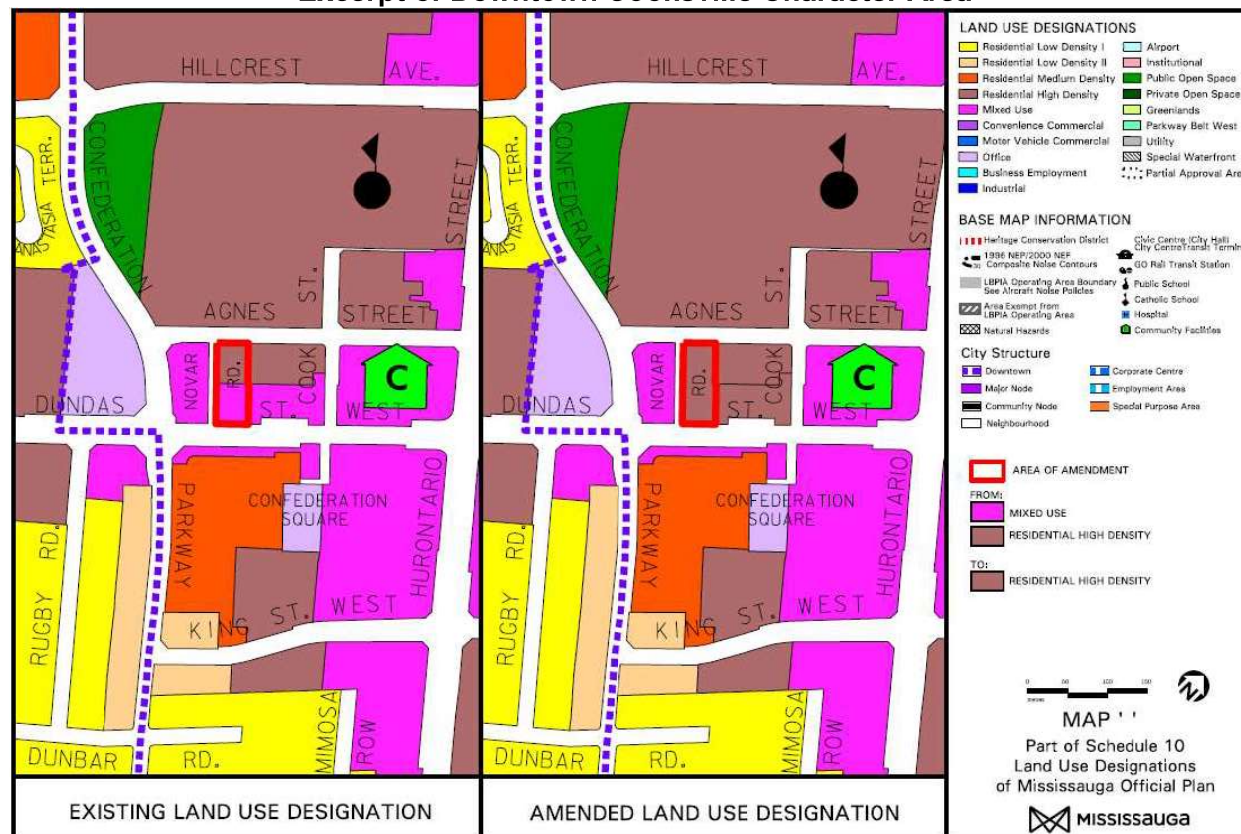 Excerpt of Downtown Cooksville Character Area
HILLCREST AVE.
CONFEDERATION
ANASTASIA TERR.
STREET
AGNES STREET
ST.
NOVAR RD.
COOK
C
DUNDAS ST. WEST
CONFEDERATION
SQUARE
PARKWAY
HURONTARIO
RUGBY RD.
KING ST. WEST
MIMOSA ROW
DUNBAR RD.
EXISTING LAND USE DESIGNATION
HILLCREST AVE.
CONFEDERATION
ANASTASIA TERR.
STREET
AGNES STREET
ST.
NOVAR RD.
COOK
C
DUNDAS ST. WEST
CONFEDERATION
SQUARE
PARKWAY
HURONTARIO
RUGBY RD.
KING ST. WEST
MIMOSA ROW
DUNBAR RD.
AMENDED LAND USE DESIGNATION
LAND USE DESIGNATIONS
Residential Low Density I
Residential Low Density II
Residential Medium Density
Residential High Density
Mixed Use
Convenience Commercial
Motor Vehicle Commercial
Office
Business Employment
Industrial
Airport
Institutional
Public Open Space
Private Open Space
Greenlands
Parkway Belt West
Utility
Special Waterfront
Partial Approval Area
BASE MAP INFORMATION
Heritage Conservation District
1996 NEP/2000 NEF
Composite Noise Contours
LBPIA Operating Area Boundary
See Aircraft Noise Policies
Area Exempt from
LBPIA Operating Area
Natural Hazards
Civic Centre (City Hall)
City Centre Transit Terminal
GO Rail Transit Station
Public School
Catholic School
Hospital
Community Facilities
City Structure
Downtown
Major Node
Community Node
Neighbourhood
Corporate Centre
Employment Area
Special Purpose Area
AREA OF AMENDMENT
FROM:
MIXED USE
RESIDENTIAL HIGH DENSITY
TO:
RESIDENTIAL HIGH DENSITY
0 50 100 150
metres
MAP ' '
Part of Schedule 10
Land Use Designations
of Mississauga Official Plan
MISSISSAUGA